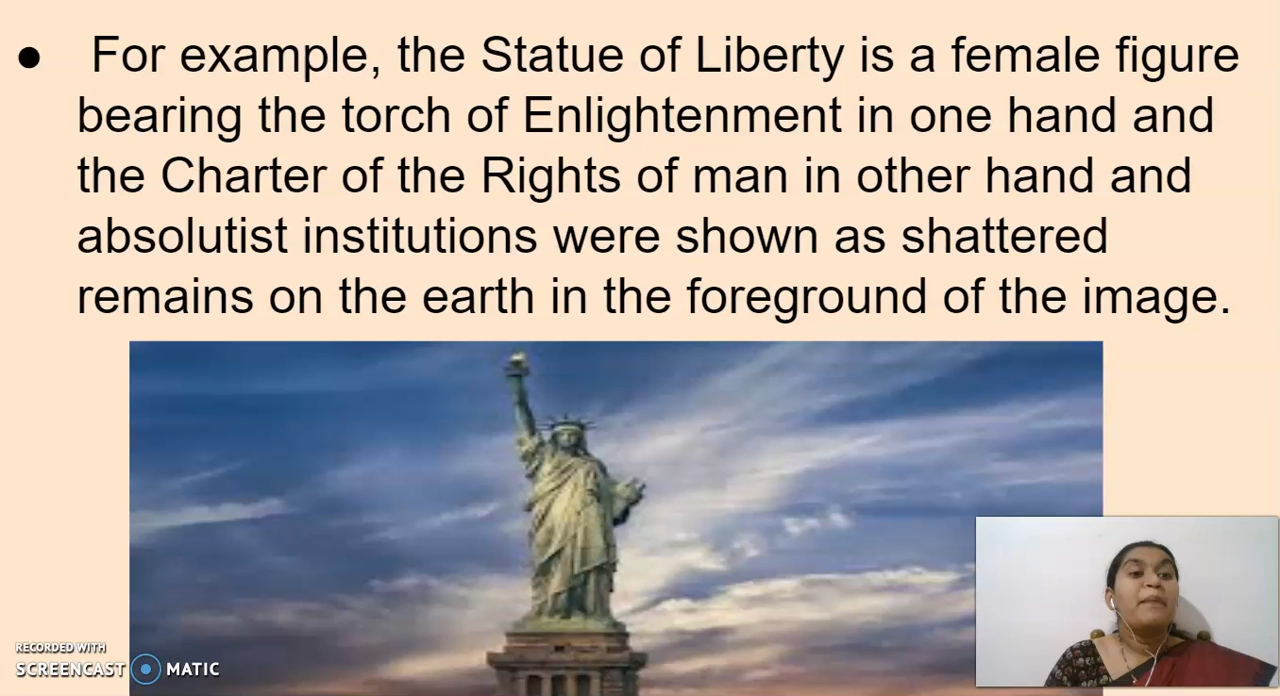 ● For example, the Statue of Liberty is a female figure
bearing the torch of Enlightenment in one hand and
the Charter of the Rights of man in other hand and
absolutist institutions were shown as shattered
remains on the earth in the foreground of the image.
RECORDED WITH
SCREENCAST MATIC